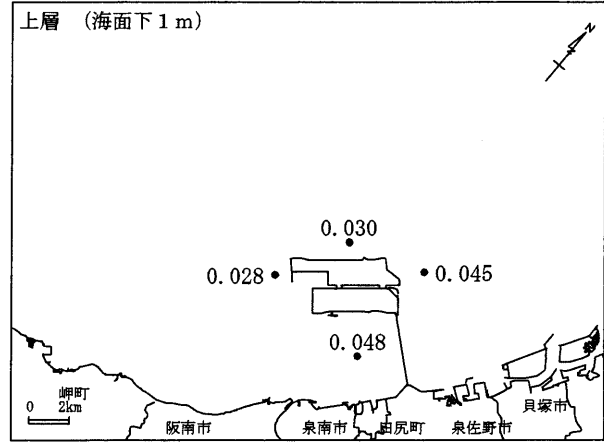 上層 (海面下1m)
N
0.030
0.028
0.045
0.048
岬町
0 2km
阪南市
泉南市
田尻町
泉佐野市
貝塚市